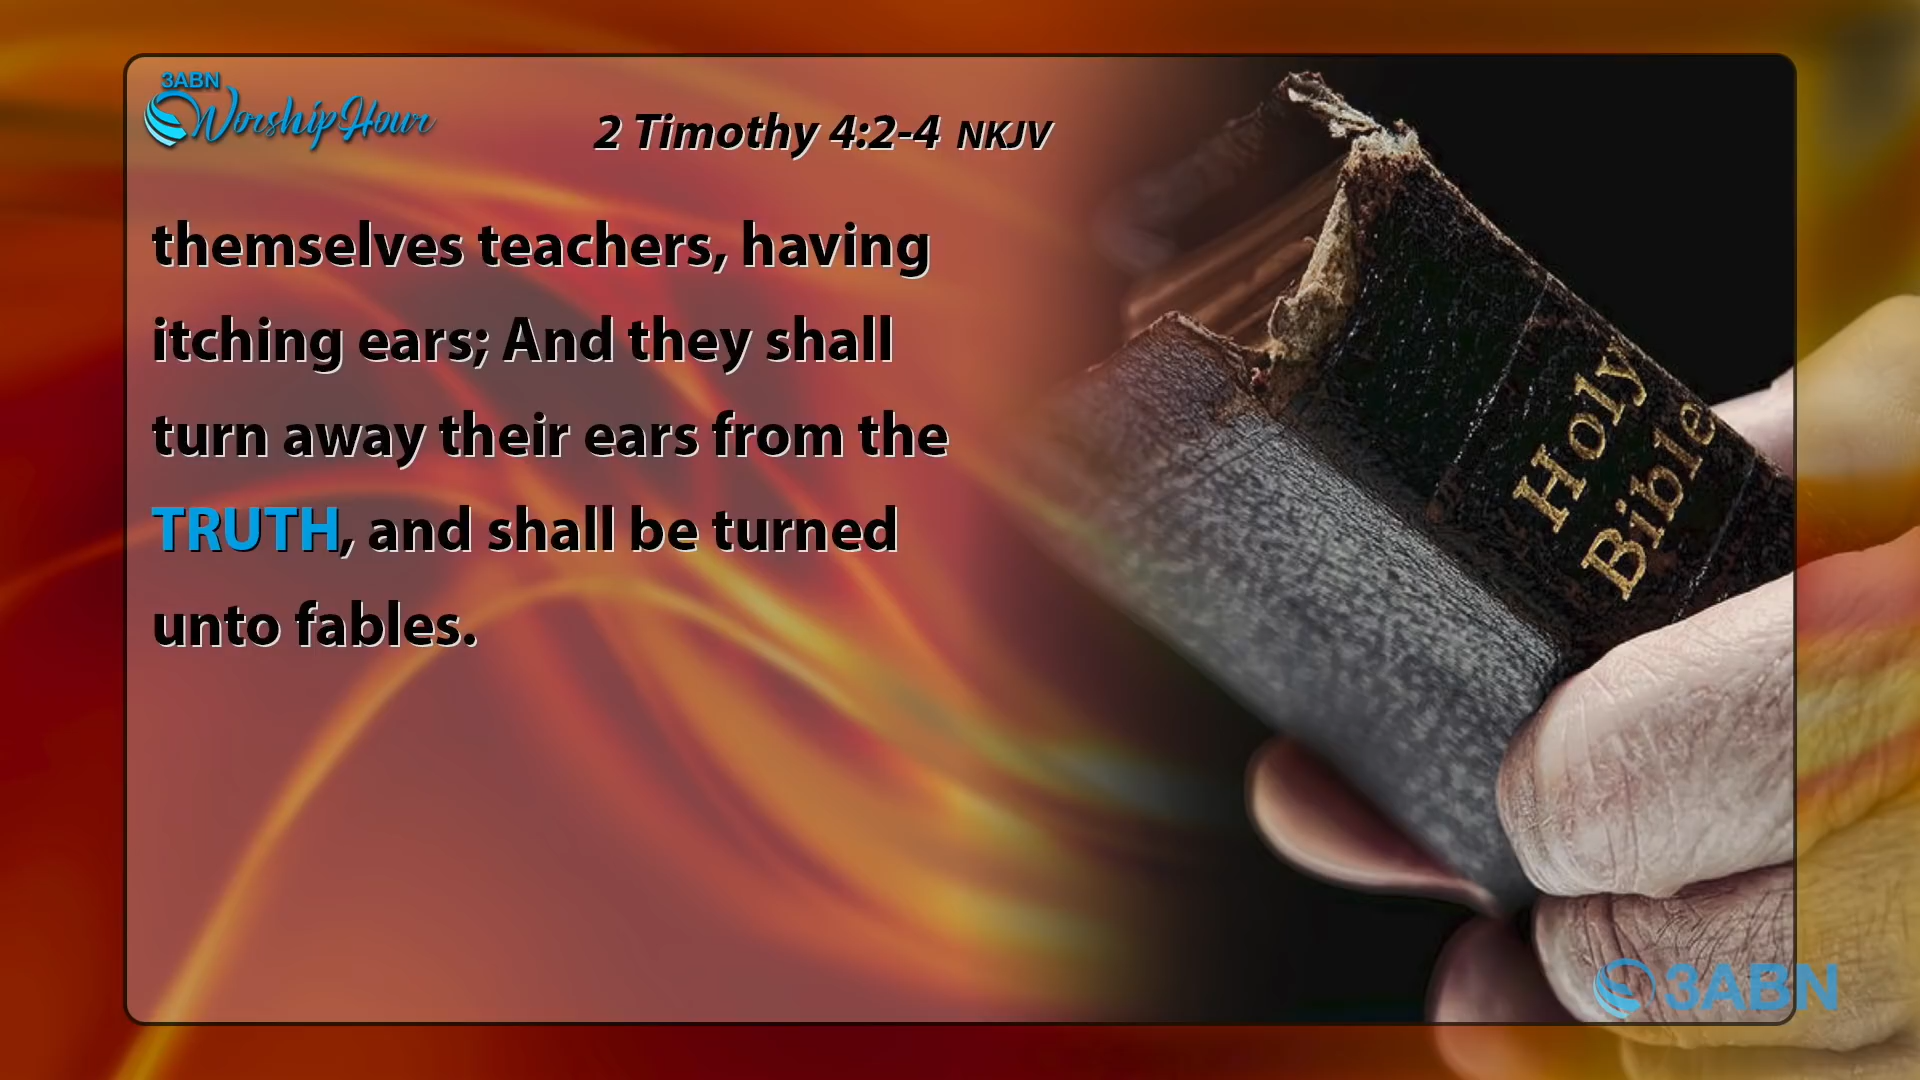 3ABN
Worship Hour
2 Timothy 4:2-4 NKJV
themselves teachers, having
itching ears; And they shall
turn away their ears from the
TRUTH, and shall be turned
unto fables.
Holy
Bible
3ABN